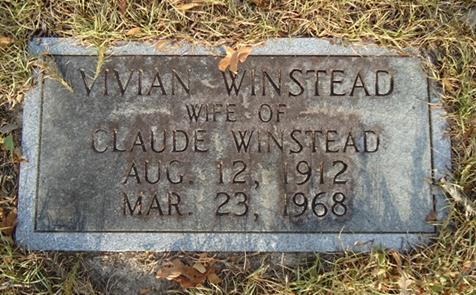 VIVIAN WINSTEAD
WIFE OF
CLAUDE WINSTEAD
AUG. 12, 1912
MAR. 23, 1968